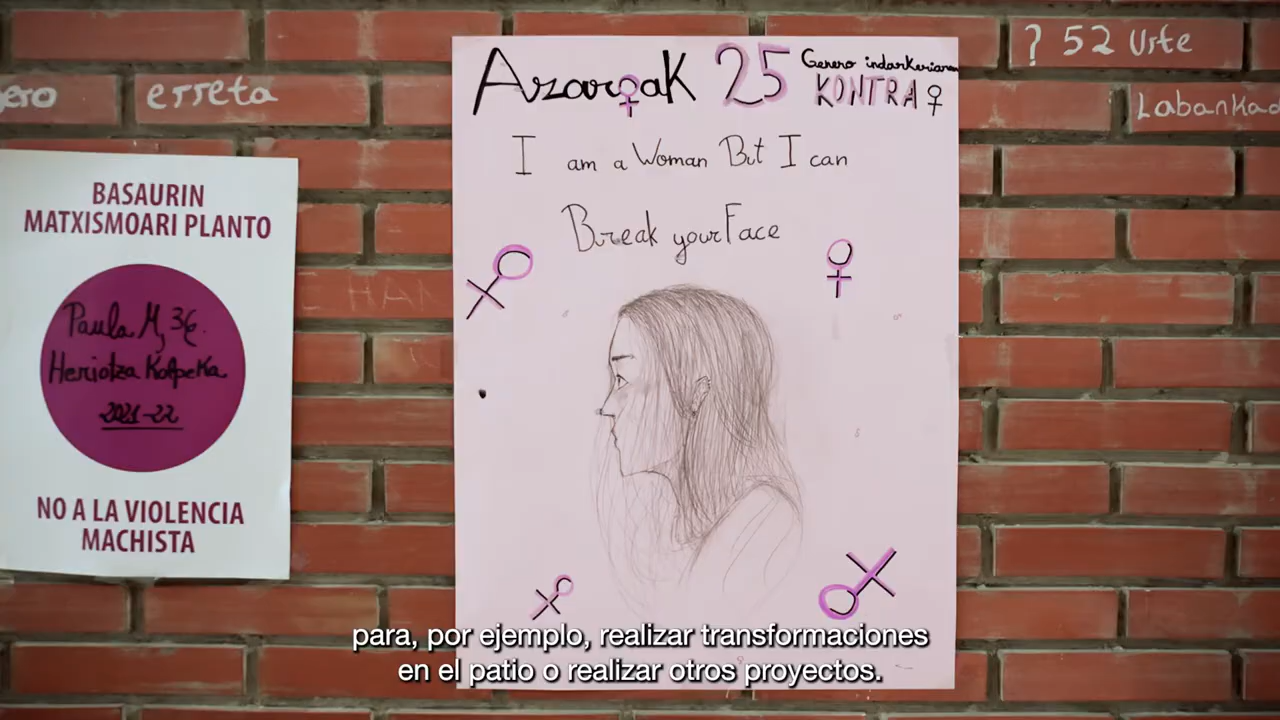 ? 52 Urte
ero
erreta
Labankad
BASAURIN
MATXISMOARI PLANTO
Paula M, 36.
Heriotza Kolpeka
2021-22
NO A LA VIOLENCIA
MACHISTA
Azaroak 25 Genero indarkeriaren
KONTRA
I am a Woman But I can
Break your Face
HAN
para, por ejemplo, realizar transformaciones
en el patio o realizar otros proyectos.